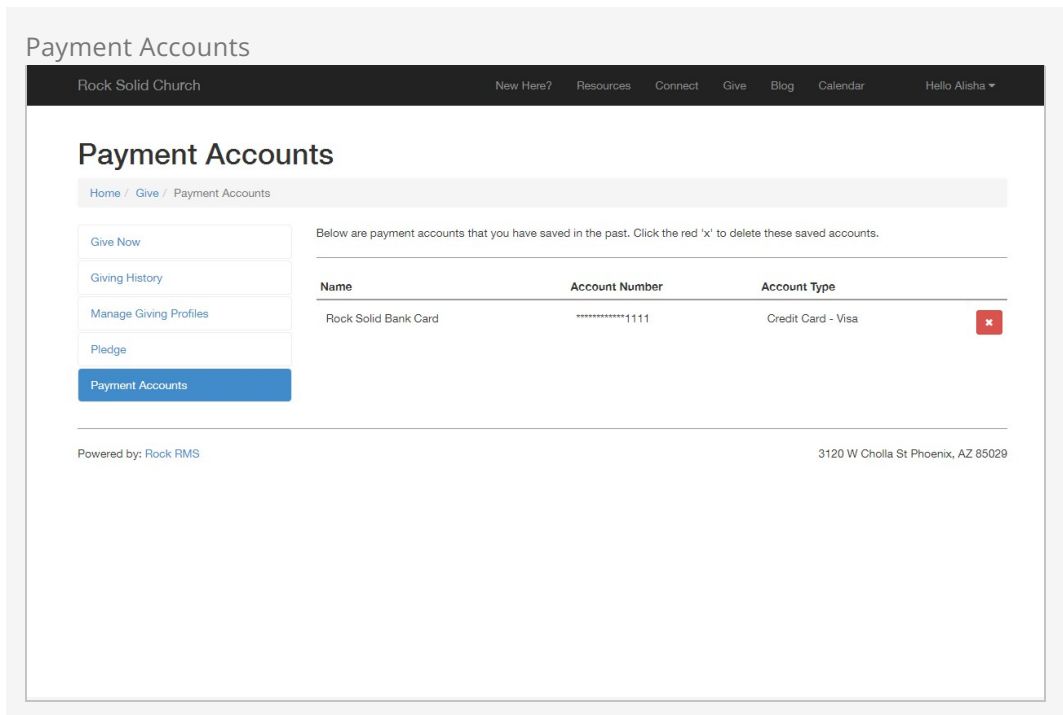 Payment Accounts
Rock Solid Church New Here? Resources Connect Give Blog Calendar Hello Alisha
Payment Accounts
Home / Give / Payment Accounts
Give Now
Giving History
Manage Giving Profiles
Pledge
Payment Accounts
Below are payment accounts that you have saved in the past. Click the red 'x' to delete these saved accounts.
Name Account Number Account Type
Rock Solid Bank Card ************1111 Credit Card - Visa
Powered by: Rock RMS 3120 W Cholla St Phoenix, AZ 85029